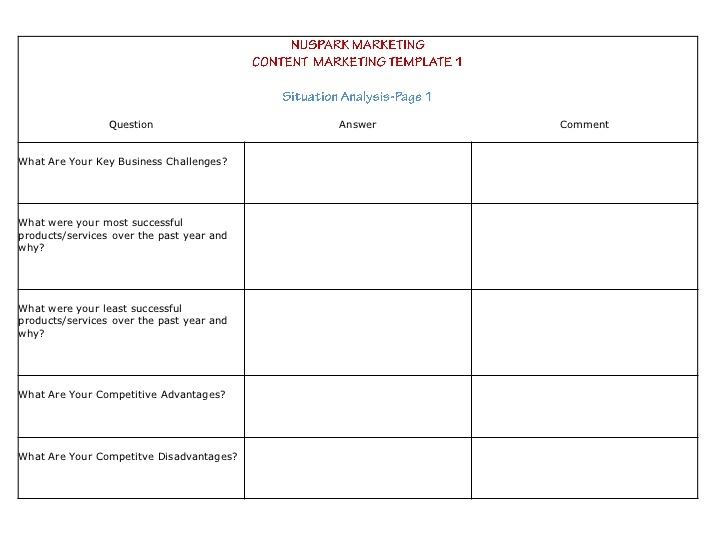 NUSPARK MARKETING
CONTENT MARKETING TEMPLATE 1
Situation Analysis-Page 1
Question Answer Comment
What Are Your Key Business Challenges?
What were your most successful
products/services over the past year and
why?
What were your least successful
products/services over the past year and
why?
What Are Your Competitive Advantages?
What Are Your Competitve Disadvantages?